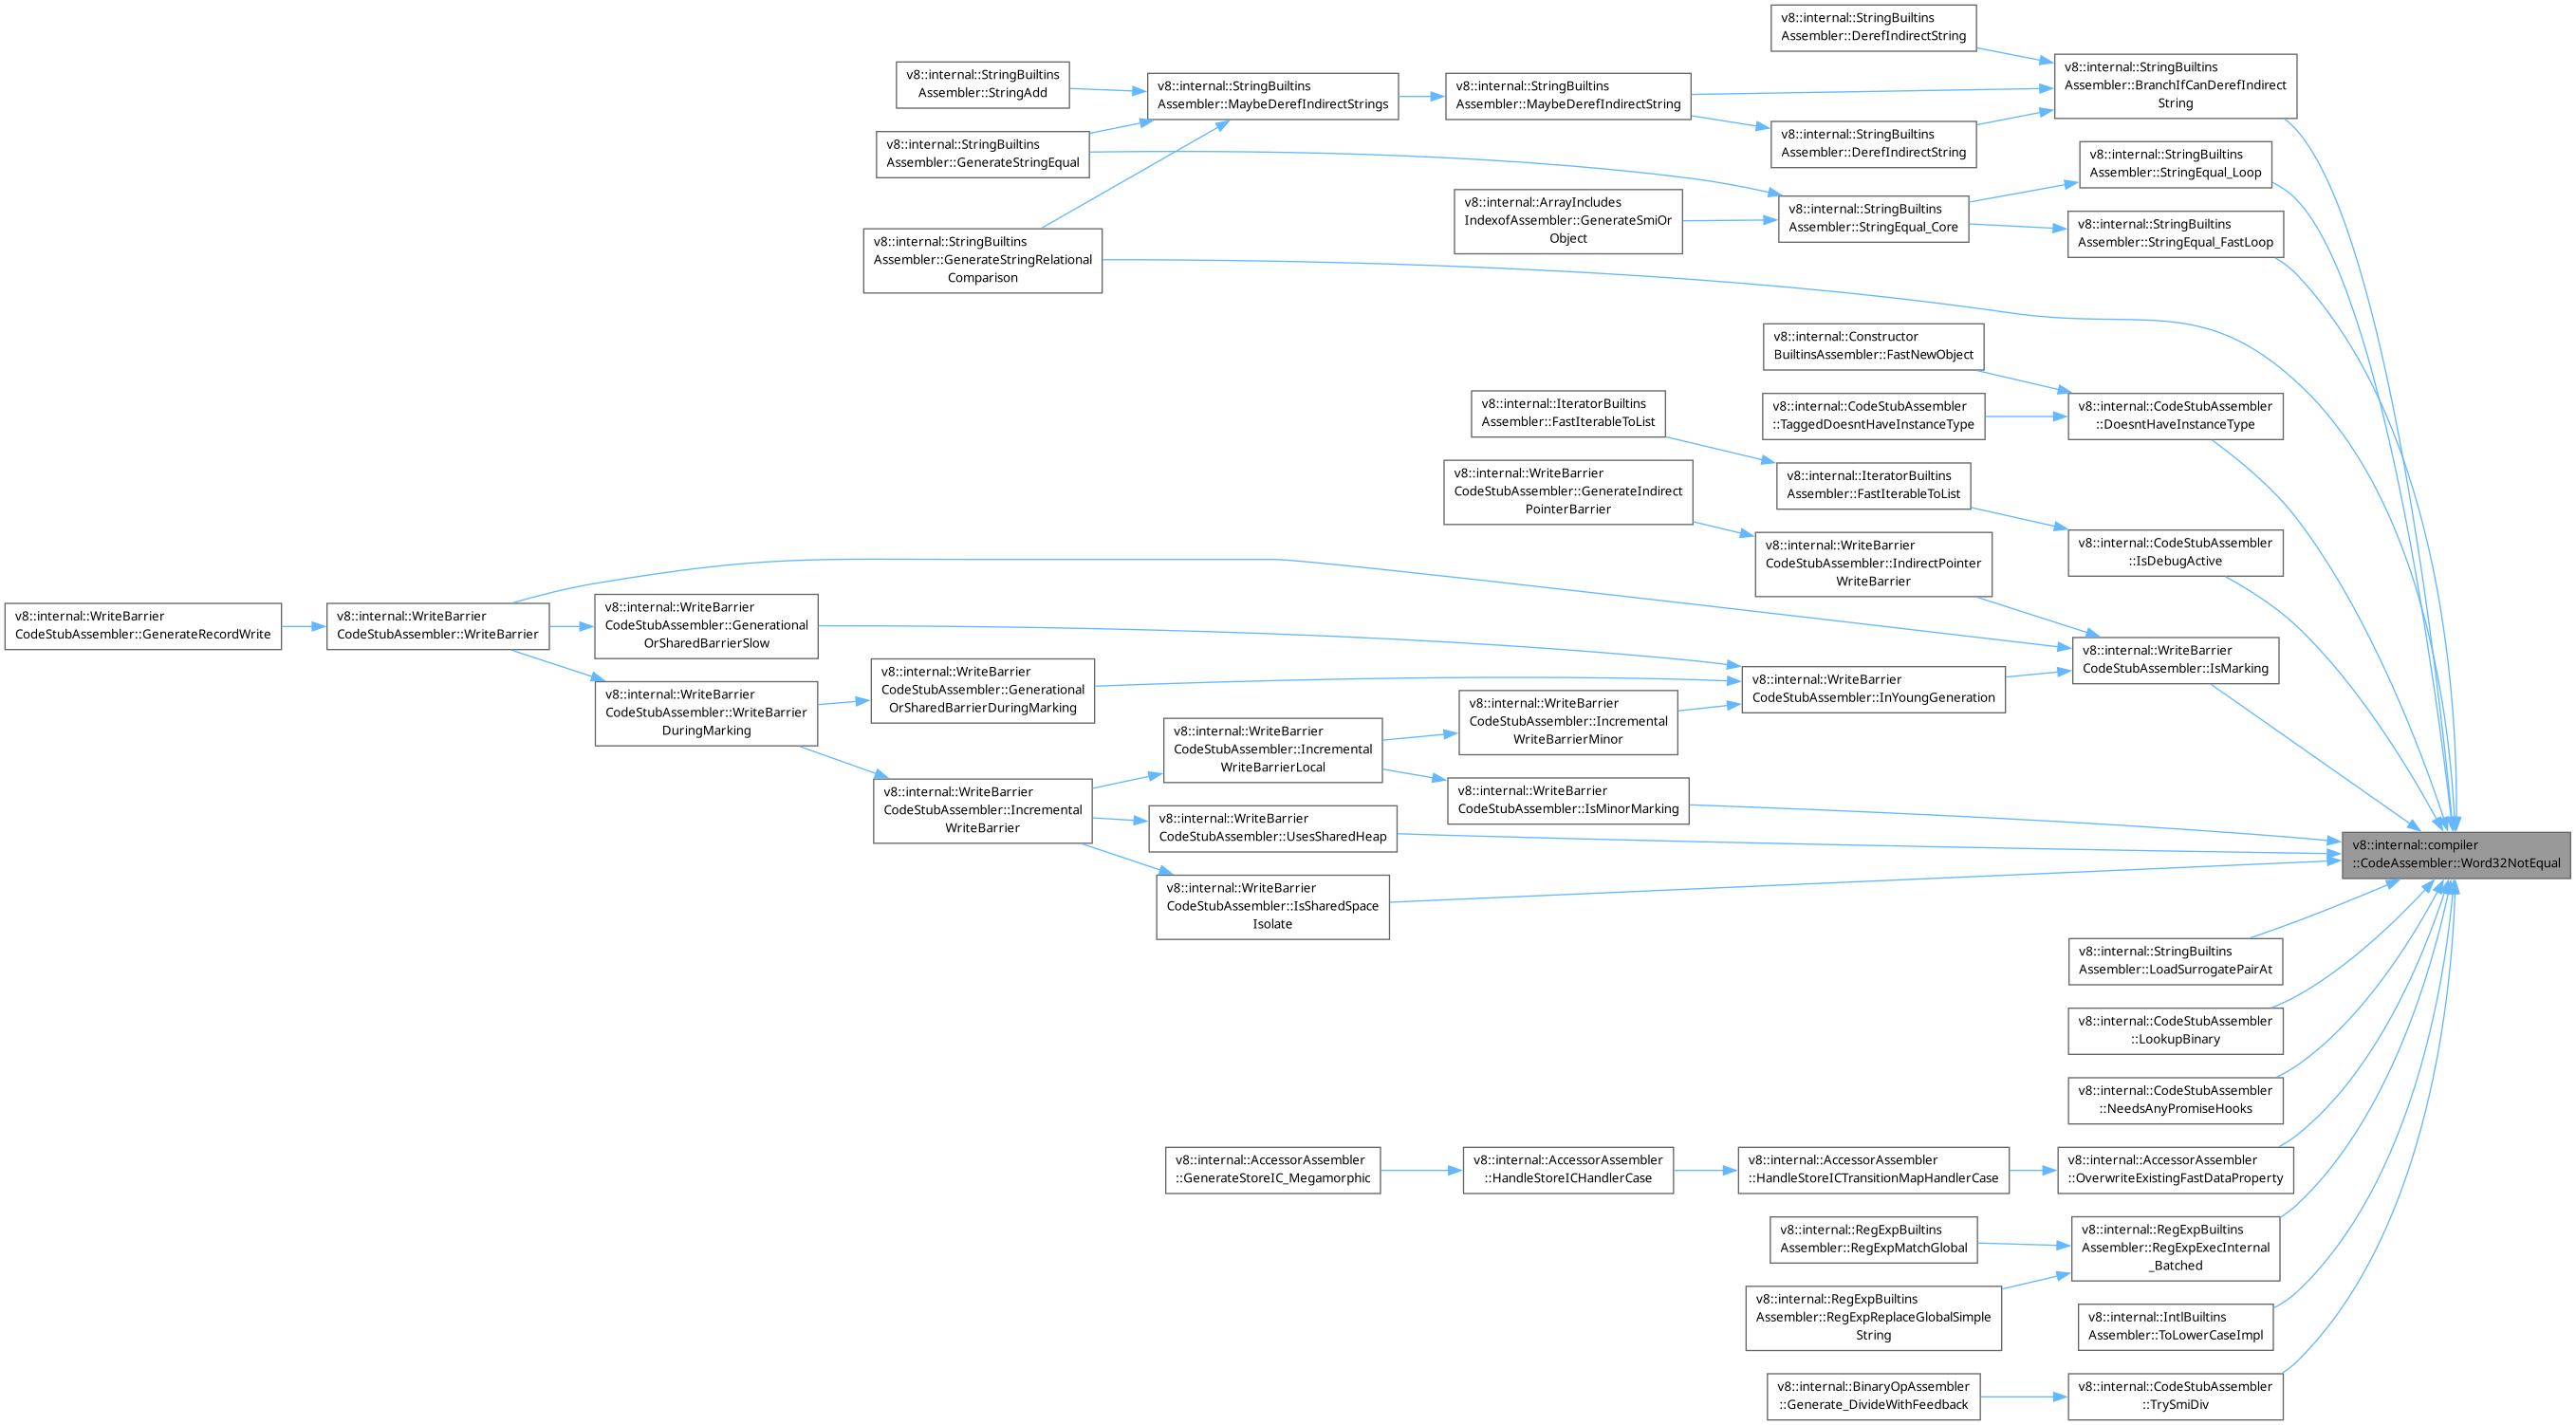 v8::internal::StringBuiltins
Assembler::DerefIndirectString
v8::internal::StringBuiltins
Assembler::BranchIfCanDerefIndirect
String
v8::internal::StringBuiltins
Assembler::StringAdd
v8::internal::StringBuiltins
Assembler::MaybeDerefIndirectStrings
v8::internal::StringBuiltins
Assembler::MaybeDerefIndirectString
v8::internal::StringBuiltins
Assembler::DerefIndirectString
v8::internal::StringBuiltins
Assembler::GenerateStringEqual
v8::internal::StringBuiltins
Assembler::StringEqual_Loop
v8::internal::ArrayIncludes
IndexofAssembler::GenerateSmiOr
Object
v8::internal::StringBuiltins
Assembler::StringEqual_Core
v8::internal::StringBuiltins
Assembler::StringEqual_FastLoop
v8::internal::StringBuiltins
Assembler::GenerateStringRelational
Comparison
v8::internal::Constructor
BuiltinsAssembler::FastNewObject
v8::internal::CodeStubAssembler
::TaggedDoesntHaveInstanceType
v8::internal::CodeStubAssembler
::DoesntHaveInstanceType
v8::internal::IteratorBuiltins
Assembler::FastIterableToList
v8::internal::IteratorBuiltins
Assembler::FastIterableToList
v8::internal::WriteBarrier
CodeStubAssembler::GenerateIndirect
PointerBarrier
v8::internal::WriteBarrier
CodeStubAssembler::IndirectPointer
WriteBarrier
v8::internal::CodeStubAssembler
::IsDebugActive
v8::internal::WriteBarrier
CodeStubAssembler::GenerateRecordWrite
v8::internal::WriteBarrier
CodeStubAssembler::WriteBarrier
v8::internal::WriteBarrier
CodeStubAssembler::Generational
OrSharedBarrierSlow
v8::internal::WriteBarrier
CodeStubAssembler::IsMarking
v8::internal::WriteBarrier
CodeStubAssembler::WriteBarrier
DuringMarking
v8::internal::WriteBarrier
CodeStubAssembler::Generational
OrSharedBarrierDuringMarking
v8::internal::WriteBarrier
CodeStubAssembler::InYoungGeneration
v8::internal::WriteBarrier
CodeStubAssembler::Incremental
WriteBarrierMinor
v8::internal::WriteBarrier
CodeStubAssembler::Incremental
WriteBarrierLocal
v8::internal::WriteBarrier
CodeStubAssembler::Incremental
WriteBarrier
v8::internal::WriteBarrier
CodeStubAssembler::IsMinorMarking
v8::internal::WriteBarrier
CodeStubAssembler::UsesSharedHeap
v8::internal::WriteBarrier
CodeStubAssembler::IsSharedSpace
Isolate
v8::internal::compiler
::CodeAssembler::Word32NotEqual
v8::internal::StringBuiltins
Assembler::LoadSurrogatePairAt
v8::internal::CodeStubAssembler
::LookupBinary
v8::internal::CodeStubAssembler
::NeedsAnyPromiseHooks
v8::internal::AccessorAssembler
::GenerateStoreIC_Megamorphic
v8::internal::AccessorAssembler
::HandleStoreICHandlerCase
v8::internal::AccessorAssembler
::HandleStoreICTransitionMapHandlerCase
v8::internal::AccessorAssembler
::OverwriteExistingFastDataProperty
v8::internal::RegExpBuiltins
Assembler::RegExpMatchGlobal
v8::internal::RegExpBuiltins
Assembler::RegExpExecInternal
_Batched
v8::internal::RegExpBuiltins
Assembler::RegExpReplaceGlobalSimple
String
v8::internal::IntlBuiltins
Assembler::ToLowerCaseImpl
v8::internal::BinaryOpAssembler
::Generate_DivideWithFeedback
v8::internal::CodeStubAssembler
::TrySmiDiv